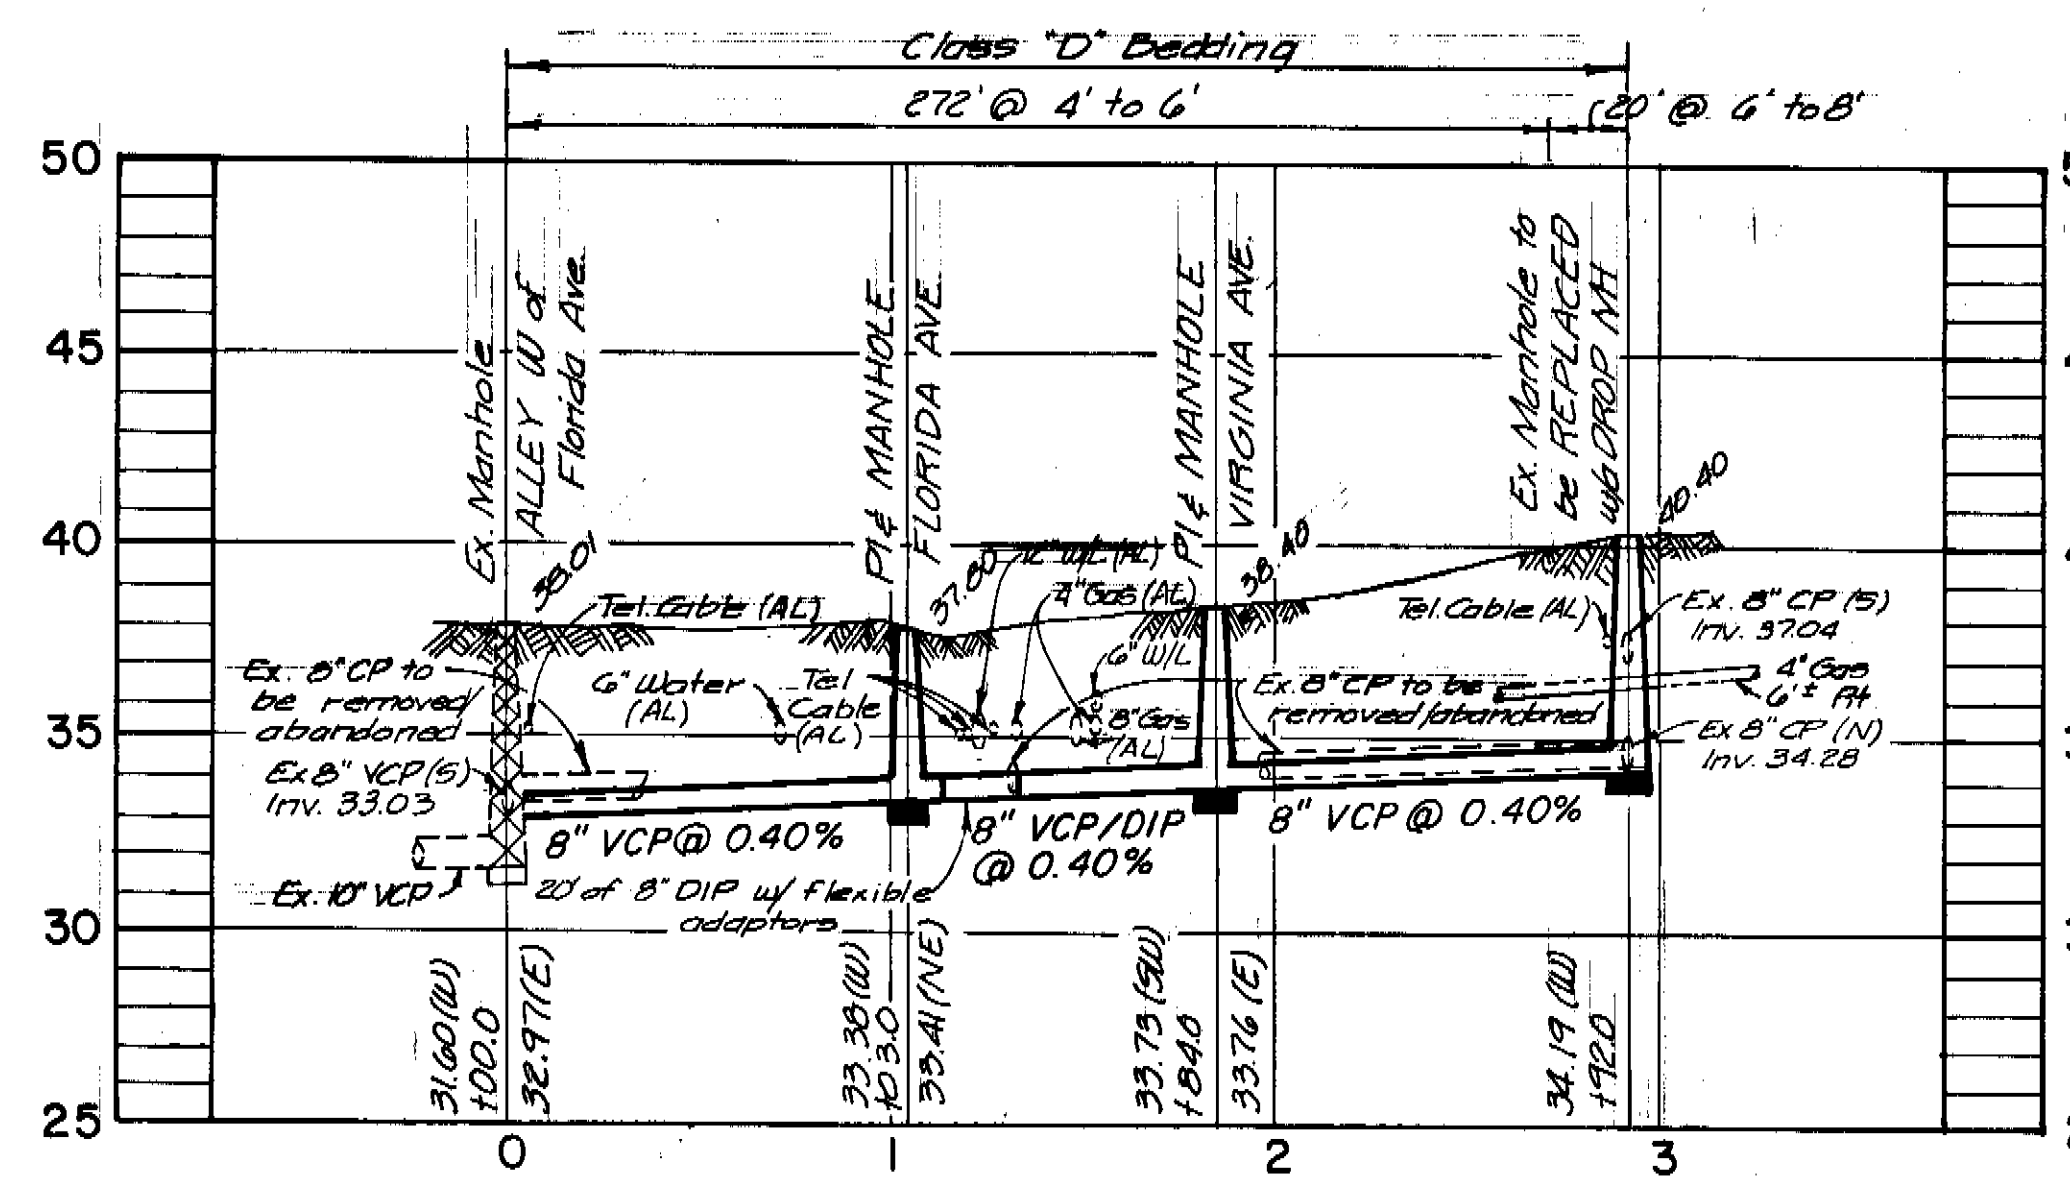 Class "D" Bedding
272' @ 4' to 6'
20' @ 6' to 8'
50
45
40
35
30
25
Ex. Manhole
ALLEY W of
Florida Ave.
PI & MANHOLE
FLORIDA AVE.
PI & MANHOLE
VIRGINIA AVE.
Ex. Manhole to
be REPLACED
w/ DROP MH
38.01
37.80
38.40
40.40
Tel. Cable (AL)
12" W/L (AL)
4" Gas (AL)
Tel. Cable (AL)
Ex. 8" CP (S)
Inv. 37.04
Ex. 8" CP to
be removed/
abandoned
6" Water
(AL)
Tel
Cable
(AL)
6" W/L
8" Gas
(AL)
Ex. 8" CP to be
removed/abandoned
4" Gas
6'±
Ex 8" CP (N)
Inv. 34.28
Ex 8" VCP (S)
Inv. 33.03
8" VCP @ 0.40%
8" VCP/DIP
@ 0.40%
8" VCP @ 0.40%
Ex. 10" VCP
20' of 8" DIP w/ flexible
adaptors
31.60 (W)
+00.0
32.97 (E)
33.38 (W)
+03.0
33.41 (NE)
33.73 (SW)
+84.0
33.76 (E)
34.19 (W)
+92.0
0
1
2
3